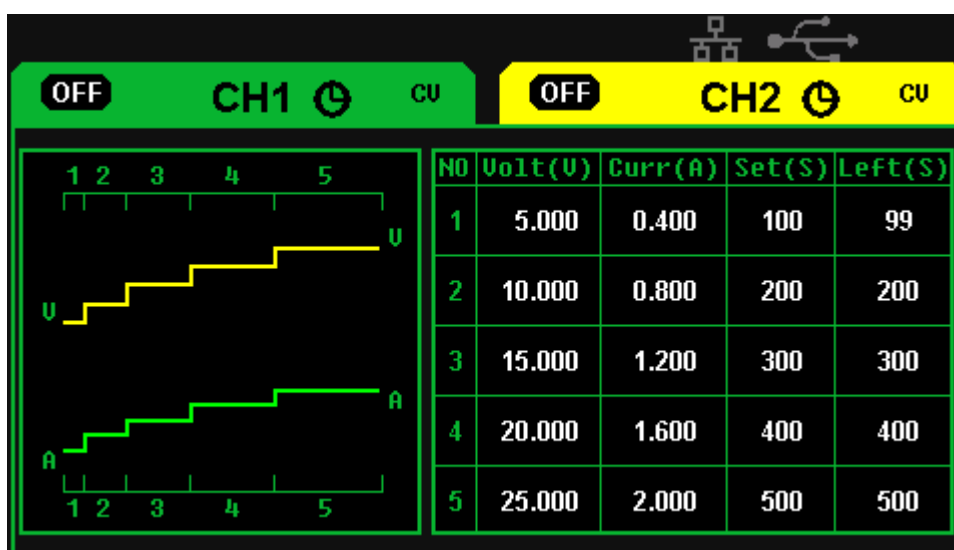 OFF CH1 CV OFF CH2 CV
1 2 3 4 5
V
V
A
A
1 2 3 4 5
NO Volt(V) Curr(A) Set(S) Left(S)
1 5.000 0.400 100 99
2 10.000 0.800 200 200
3 15.000 1.200 300 300
4 20.000 1.600 400 400
5 25.000 2.000 500 500